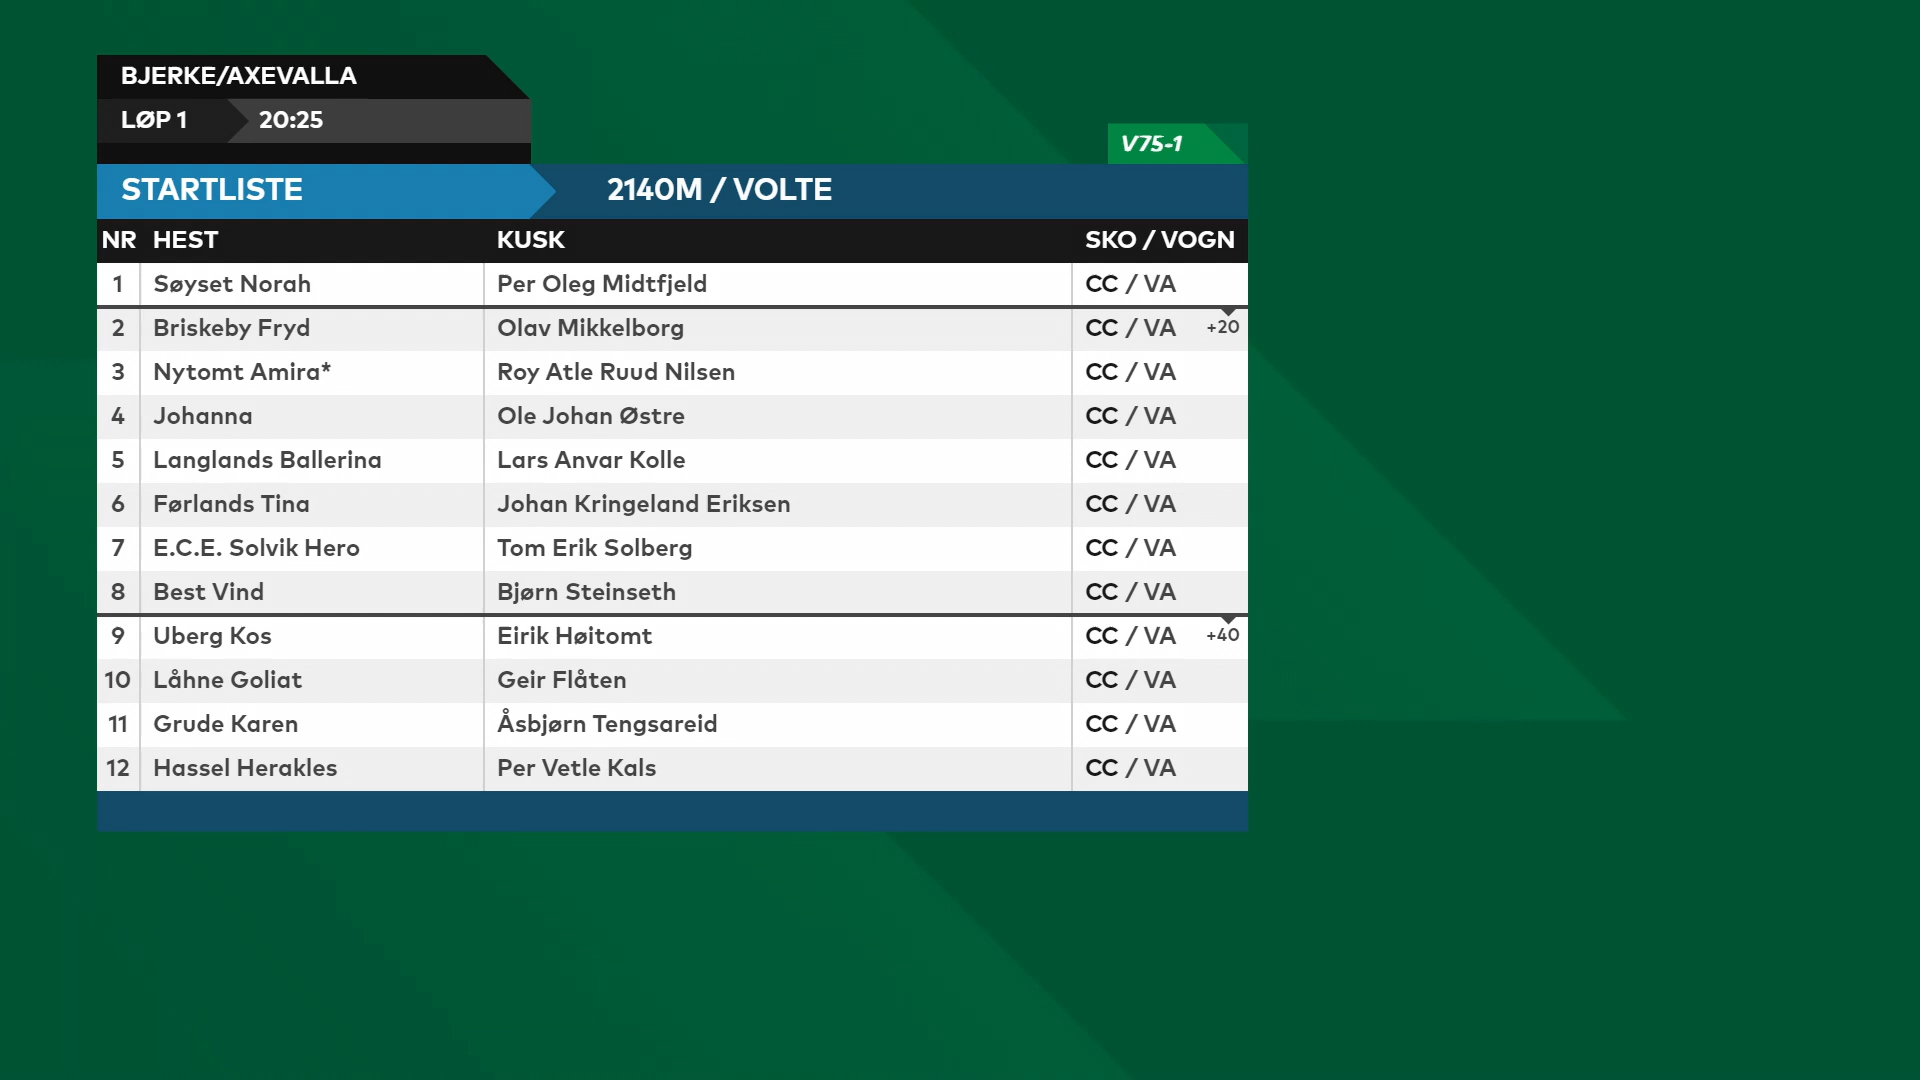 BJERKE/AXEVALLA
LØP 1 20:25
V75-1
STARTLISTE 2140M / VOLTE
NR HEST KUSK SKO / VOGN
1 Søyset Norah Per Oleg Midtfjeld CC / VA
2 Briskeby Fryd Olav Mikkelborg CC / VA +20
3 Nytomt Amira* Roy Atle Ruud Nilsen CC / VA
4 Johanna Ole Johan Østre CC / VA
5 Langlands Ballerina Lars Anvar Kolle CC / VA
6 Førlands Tina Johan Kringeland Eriksen CC / VA
7 E.C.E. Solvik Hero Tom Erik Solberg CC / VA
8 Best Vind Bjørn Steinseth CC / VA
9 Uberg Kos Eirik Høitomt CC / VA +40
10 Låhne Goliat Geir Flåten CC / VA
11 Grude Karen Åsbjørn Tengsareid CC / VA
12 Hassel Herakles Per Vetle Kals CC / VA